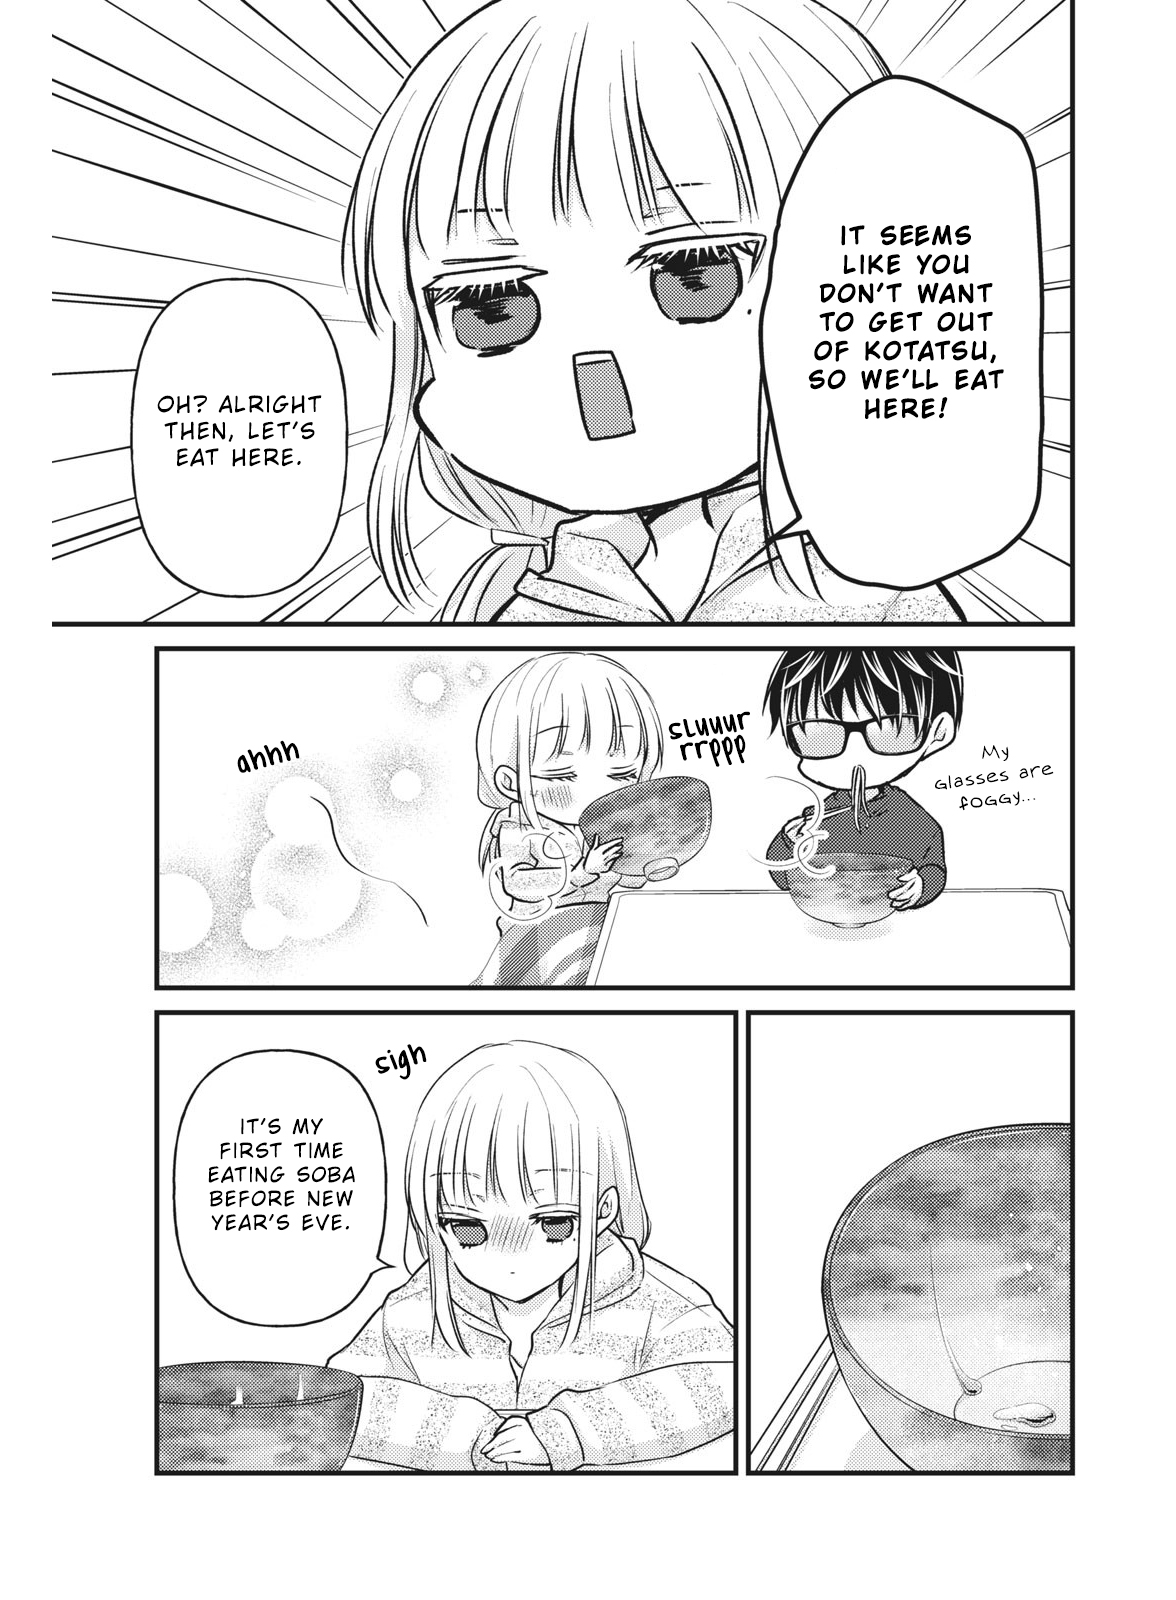 IT SEEMS
LIKE YOU
DON'T WANT
TO GET OUT
OF KOTATSU,
SO WE'LL EAT
HERE!
OH? ALRIGHT
THEN, LET'S
EAT HERE.
My
Glasses are
foggy...
sluuur
rrppp
ahhh
sigh
IT'S MY
FIRST TIME
EATING SOBA
BEFORE NEW
YEAR'S EVE.